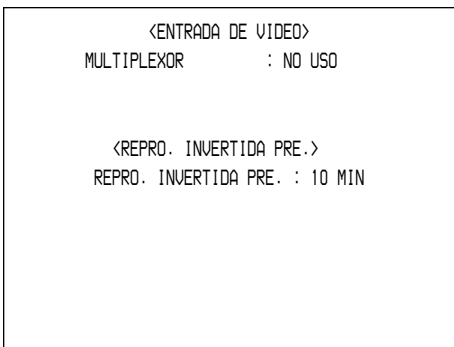 <ENTRADA DE VIDEO>
MULTIPLEXOR : NO USO
<REPRO. INVERTIDA PRE.>
REPRO. INVERTIDA PRE. : 10 MIN